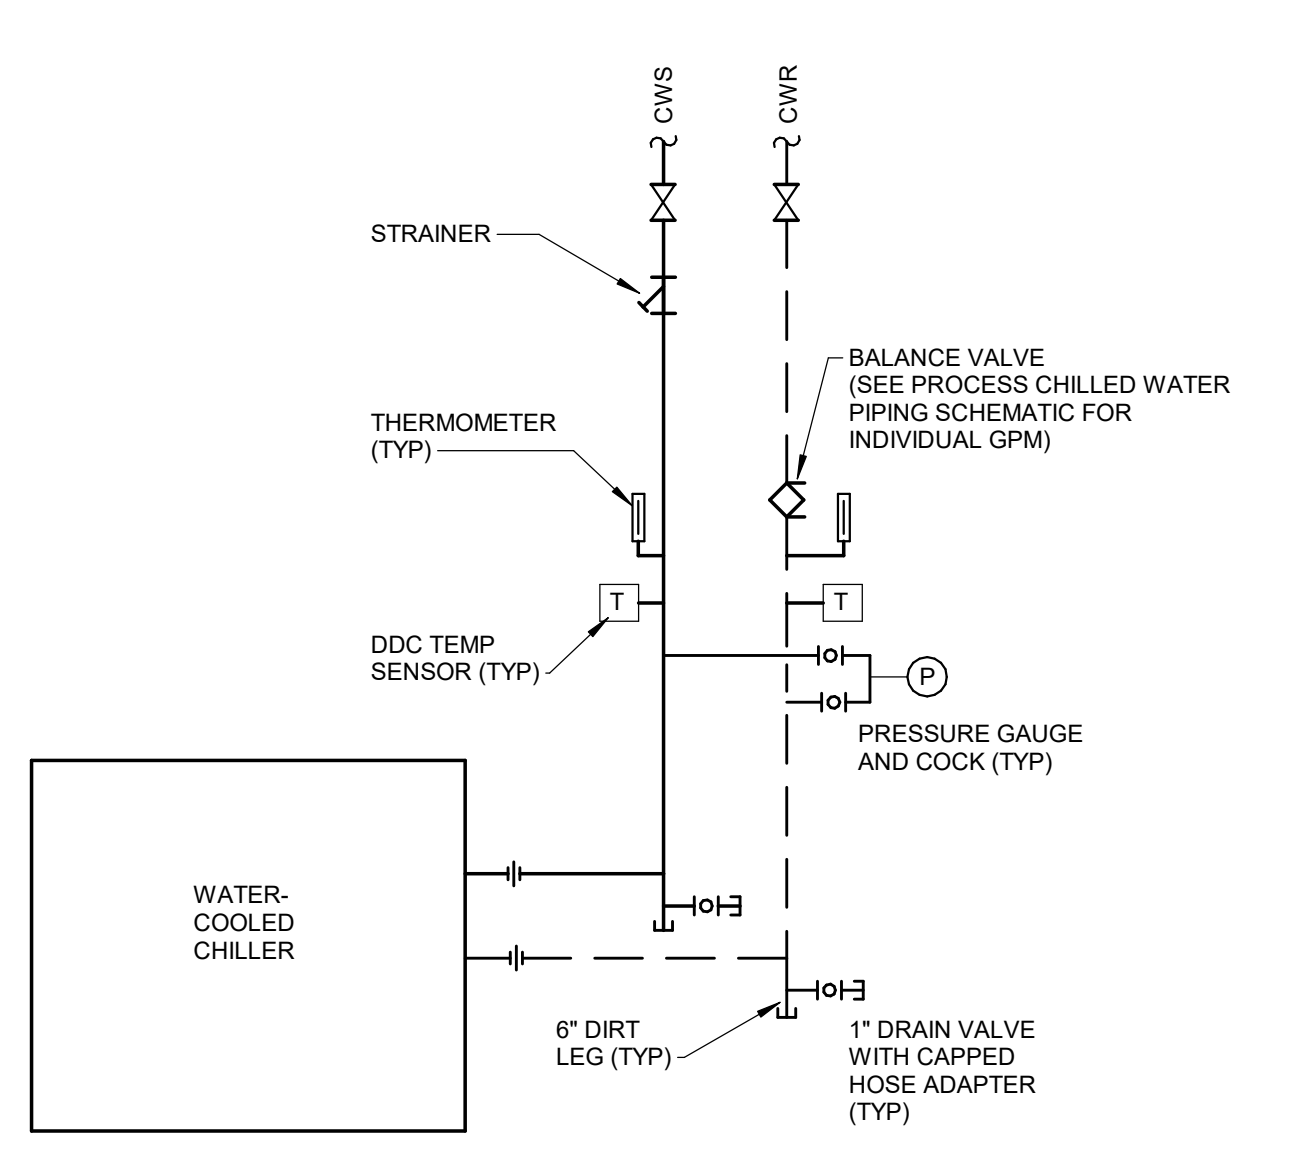 CWS
CWR
STRAINER
BALANCE VALVE
(SEE PROCESS CHILLED WATER
PIPING SCHEMATIC FOR
INDIVIDUAL GPM)
THERMOMETER
(TYP)
T
T
DDC TEMP
SENSOR (TYP)
P
PRESSURE GAUGE
AND COCK (TYP)
WATER-
COOLED
CHILLER
6" DIRT
LEG (TYP)
1" DRAIN VALVE
WITH CAPPED
HOSE ADAPTER
(TYP)